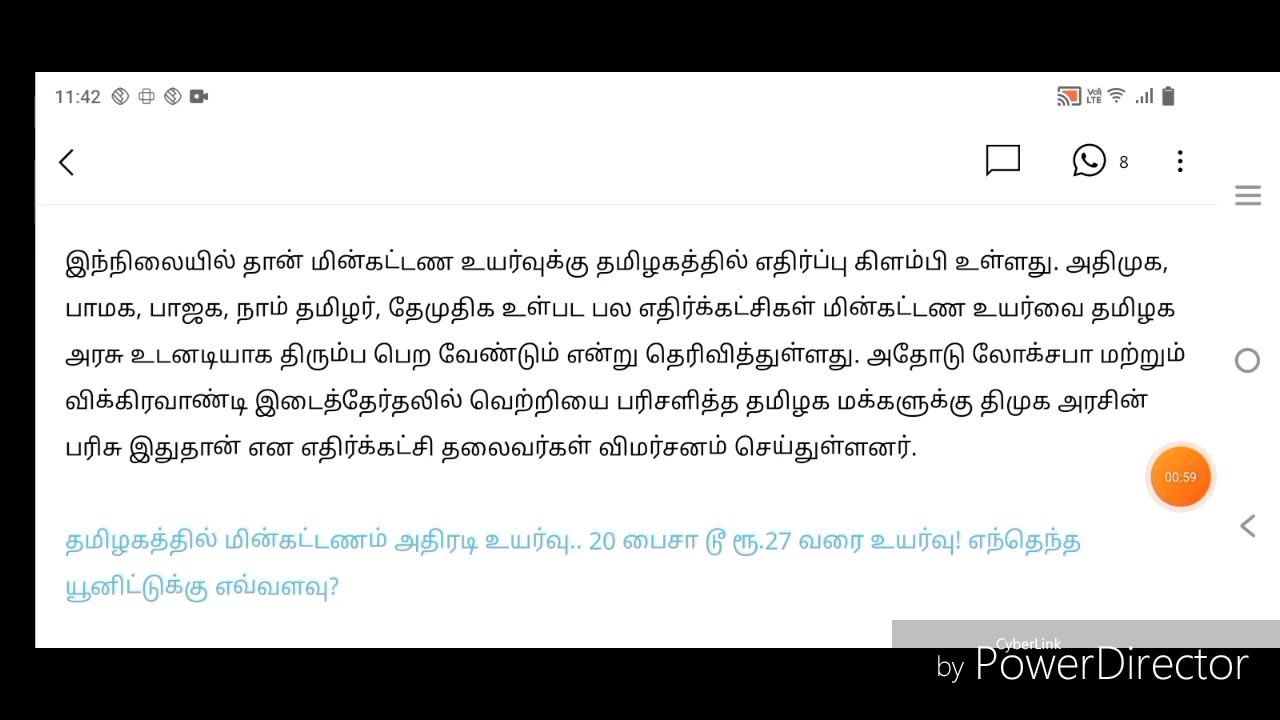 11:42
VoI) LTE
8
இந்நிலையில் தான் மின்கட்டண உயர்வுக்கு தமிழகத்தில் எதிர்ப்பு கிளம்பி உள்ளது. அதிமுக,
பாமக, பாஜக, நாம் தமிழர், தேமுதிக உள்பட பல எதிர்க்கட்சிகள் மின்கட்டண உயர்வை தமிழக
அரசு உடனடியாக திரும்ப பெற வேண்டும் என்று தெரிவித்துள்ளது. அதோடு லோக்சபா மற்றும்
விக்கிரவாண்டி இடைத்தேர்தலில் வெற்றியை பரிசளித்த தமிழக மக்களுக்கு திமுக அரசின்
பரிசு இதுதான் என எதிர்க்கட்சி தலைவர்கள் விமர்சனம் செய்துள்ளனர்.
00:59
தமிழகத்தில் மின்கட்டணம் அதிரடி உயர்வு.. 20 பைசா டூ ரூ.27 வரை உயர்வு! எந்தெந்த
யூனிட்டுக்கு எவ்வளவு?
CyberLink
by PowerDirector